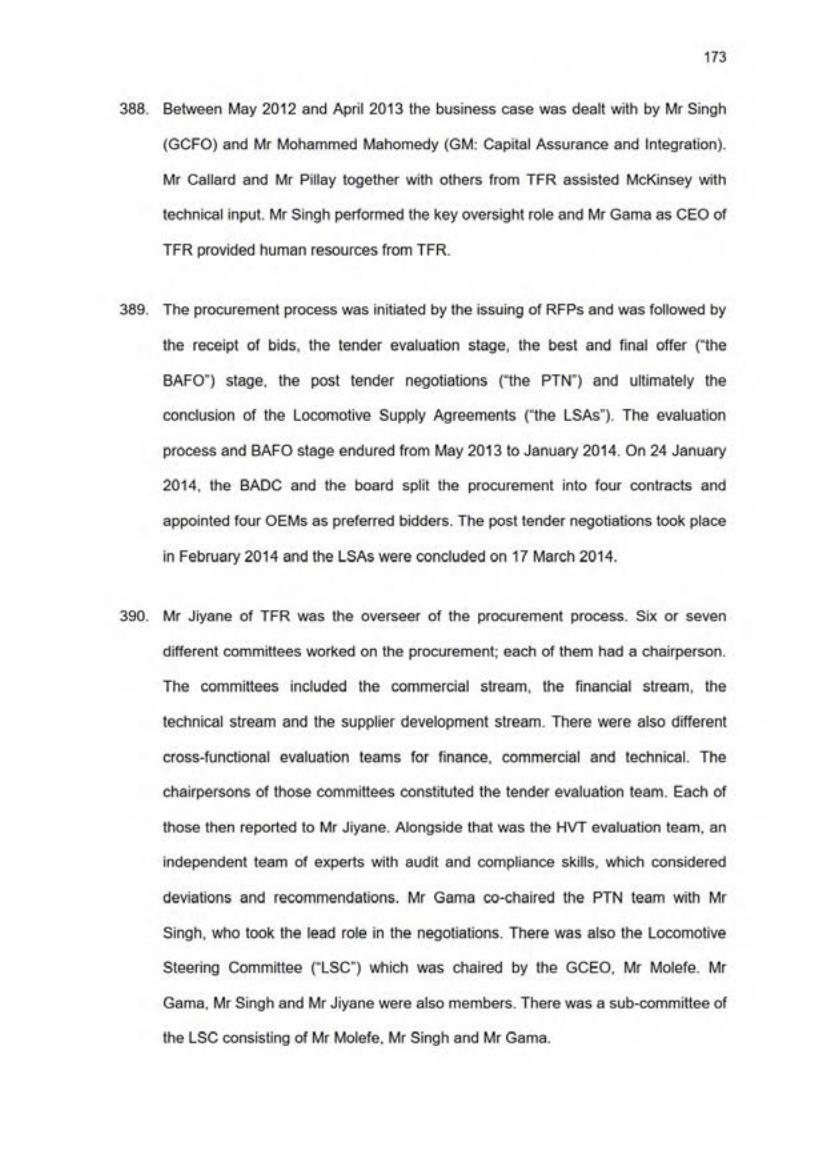 173
388. Between May 2012 and April 2013 the business case was dealt with by Mr Singh
(GCFO) and Mr Mohammed Mahomedy (GM: Capital Assurance and Integration).
Mr Callard and Mr Pillay together with others from TFR assisted McKinsey with
technical input. Mr Singh performed the key oversight role and Mr Gama as CEO of
TFR provided human resources from TFR.
389. The procurement process was initiated by the issuing of RFPs and was followed by
the receipt of bids, the tender evaluation stage, the best and final offer (“the
BAFO”) stage, the post tender negotiations (“the PTN”) and ultimately the
conclusion of the Locomotive Supply Agreements (“the LSAs”). The evaluation
process and BAFO stage endured from May 2013 to January 2014. On 24 January
2014, the BADC and the board split the procurement into four contracts and
appointed four OEMs as preferred bidders. The post tender negotiations took place
in February 2014 and the LSAs were concluded on 17 March 2014.
390. Mr Jiyane of TFR was the overseer of the procurement process. Six or seven
different committees worked on the procurement; each of them had a chairperson.
The committees included the commercial stream, the financial stream, the
technical stream and the supplier development stream. There were also different
cross-functional evaluation teams for finance, commercial and technical. The
chairpersons of those committees constituted the tender evaluation team. Each of
those then reported to Mr Jiyane. Alongside that was the HVT evaluation team, an
independent team of experts with audit and compliance skills, which considered
deviations and recommendations. Mr Gama co-chaired the PTN team with Mr
Singh, who took the lead role in the negotiations. There was also the Locomotive
Steering Committee (“LSC”) which was chaired by the GCEO, Mr Molefe. Mr
Gama, Mr Singh and Mr Jiyane were also members. There was a sub-committee of
the LSC consisting of Mr Molefe, Mr Singh and Mr Gama.